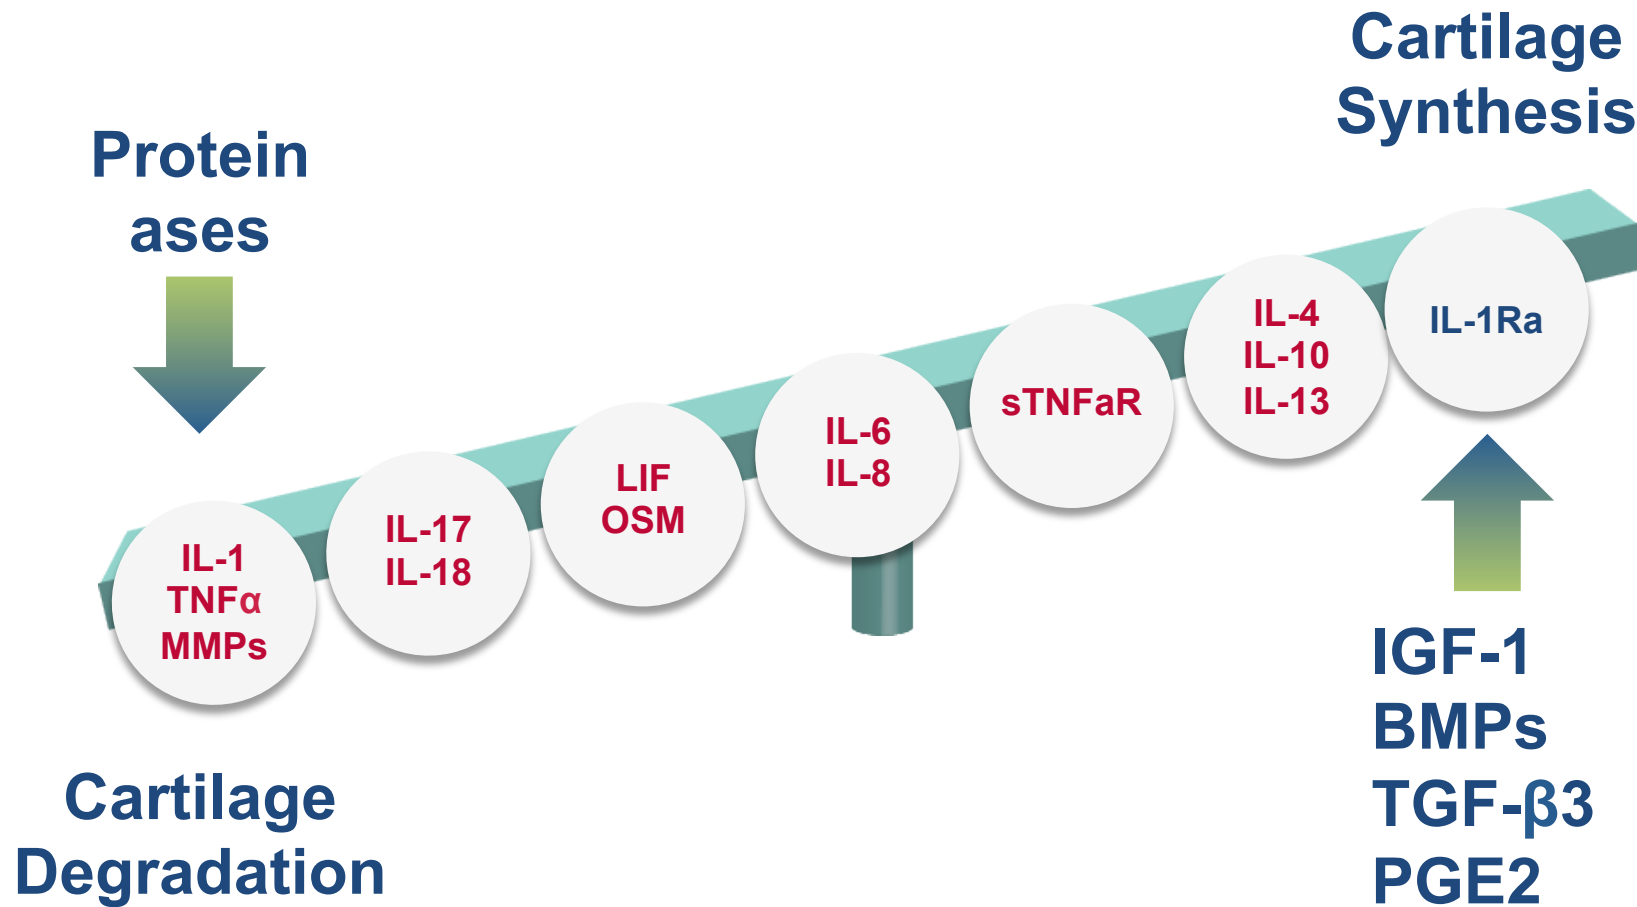 Cartilage
Synthesis
Protein
ases
IL-1
TNFα
MMPs
IL-17
IL-18
LIF
OSM
IL-6
IL-8
sTNFaR
IL-4
IL-10
IL-13
IL-1Ra
Cartilage
Degradation
IGF-1
BMPs
TGF-β3
PGE2